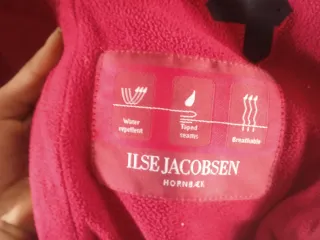 Water
repellent
Taped
seams
Breathable
ILSE JACOBSEN
HORNBÆK